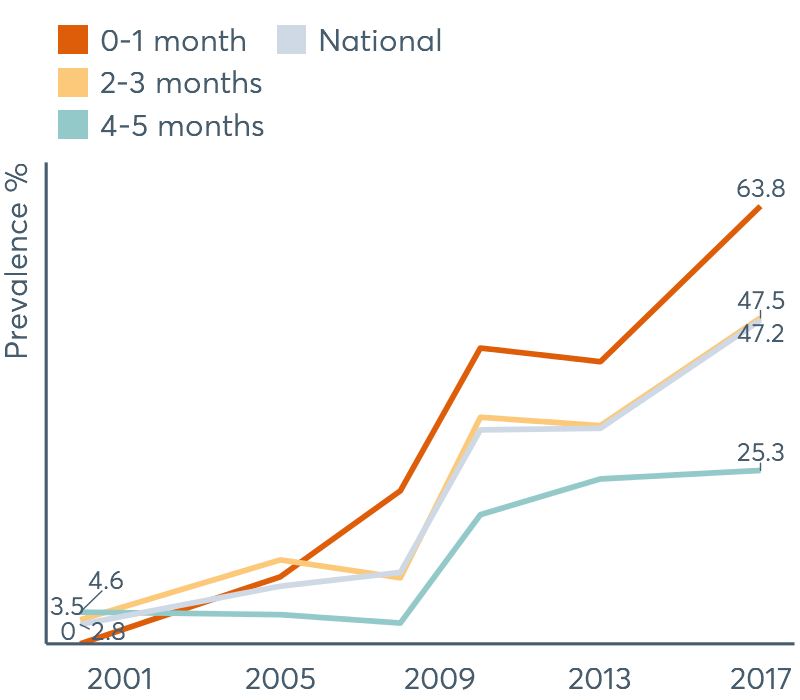 0-1 month
National
2-3 months
4-5 months
Prevalence %
63.8
47.5
47.2
25.3
4.6
3.5
0
2.8
2001
2005
2009
2013
2017